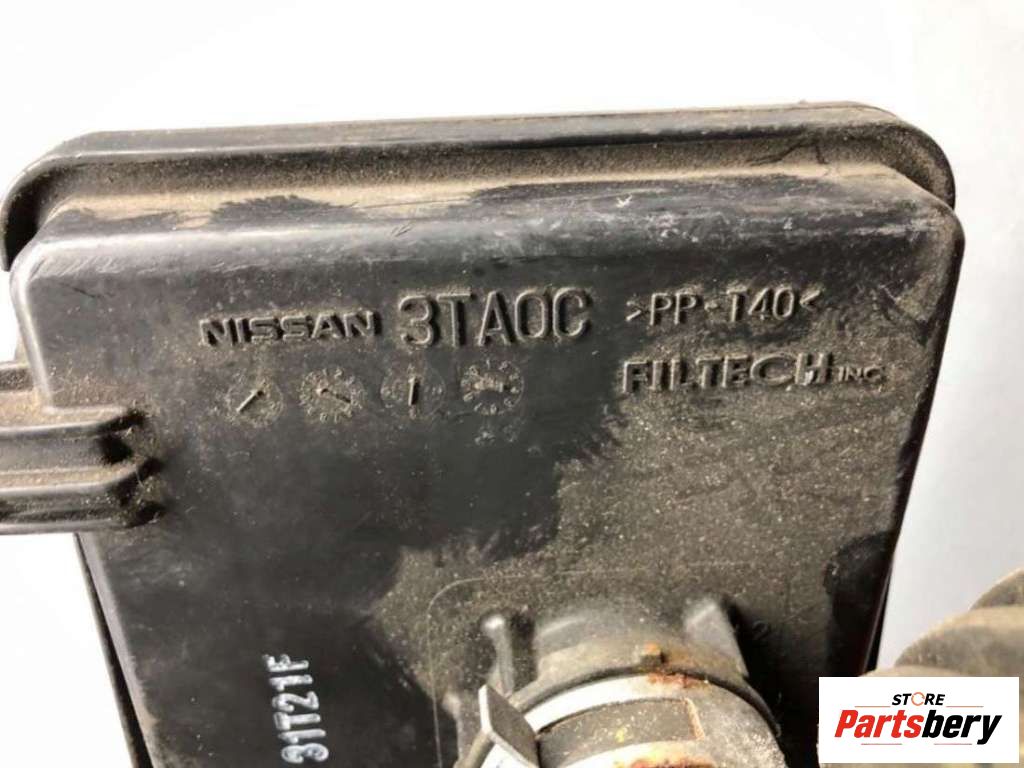 NISSAN 3TA0C >PP-T40<
FILTECH INC
31T21F
STORE
Partsbery